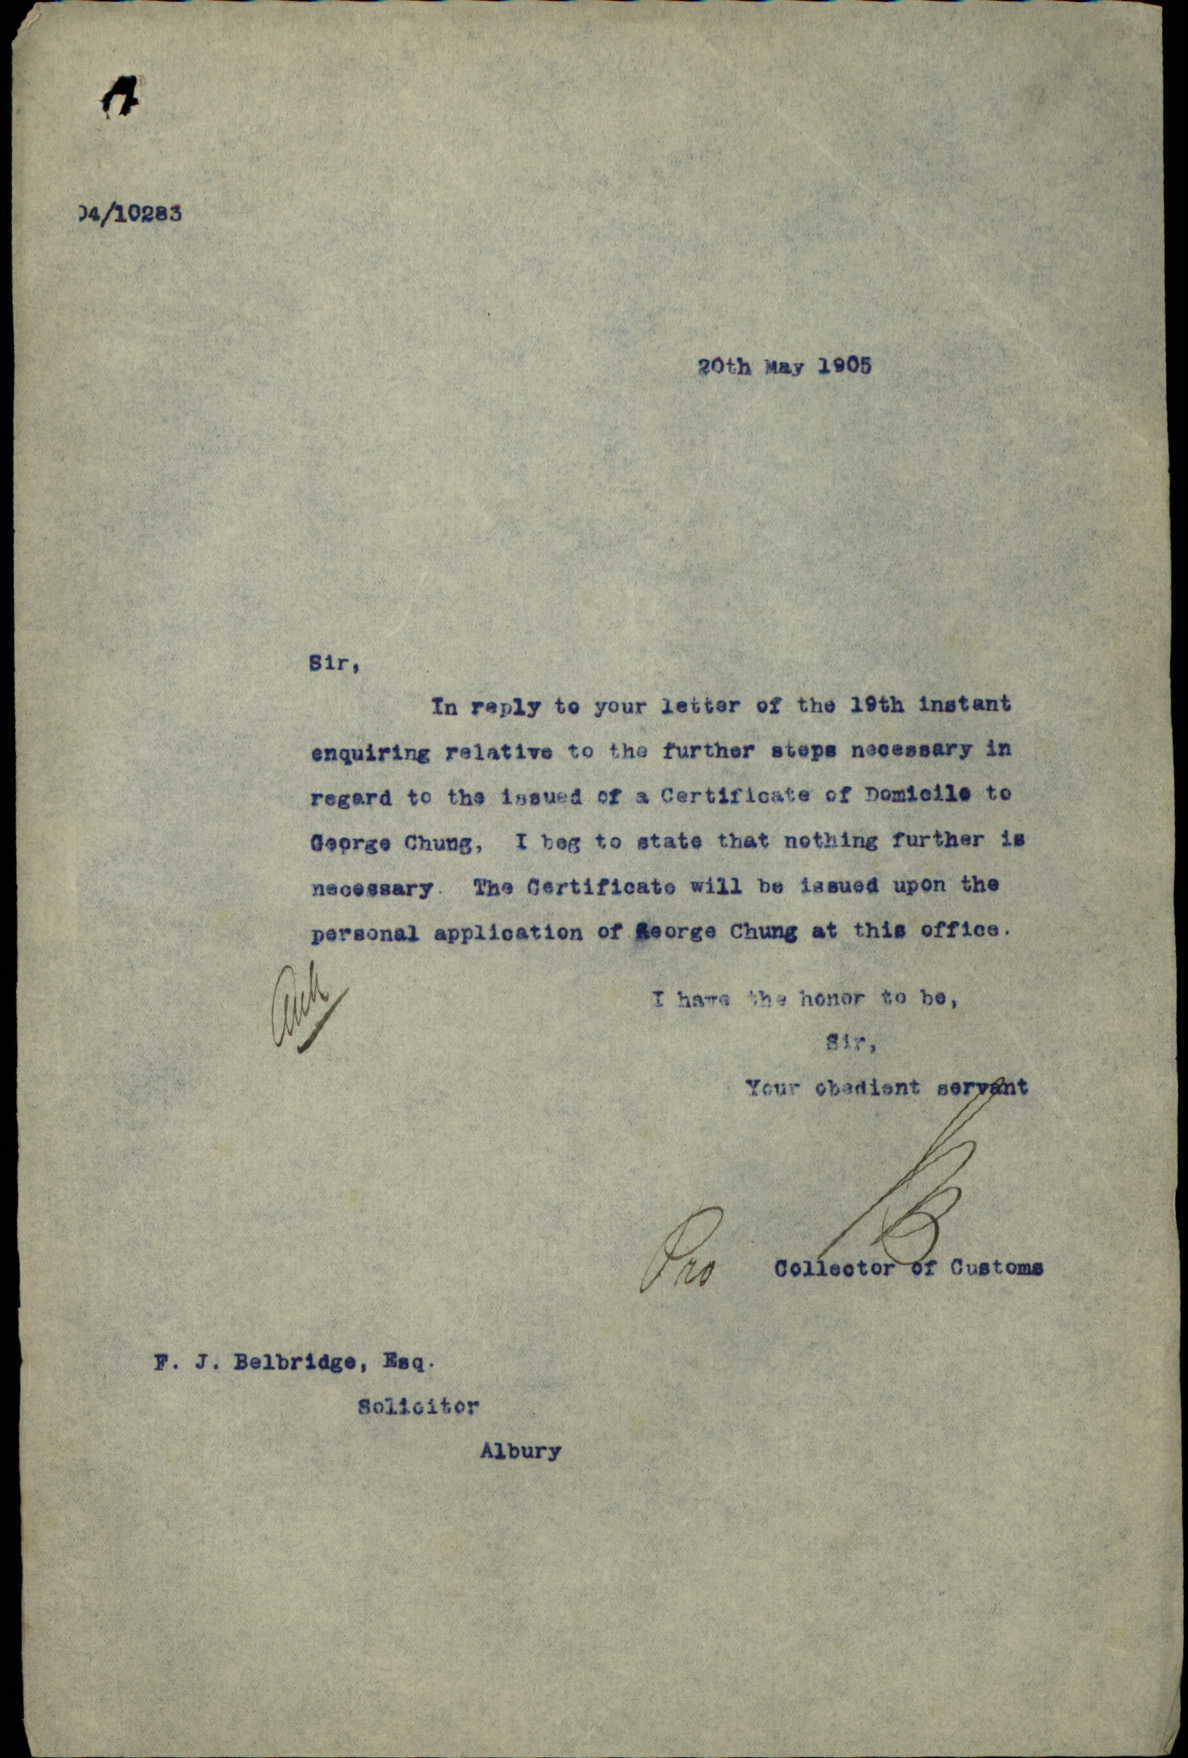 A
04/10283
20th May 1905
Sir,
In reply to your letter of the 19th instant
enquiring relative to the further steps necessary in
regard to the issued of a Certificate of Domicile to
George Chung, I beg to state that nothing further is
necessary. The Certificate will be issued upon the
personal application of George Chung at this office.
I have the honor to be,
Sir,
Your obedient servant
Pro Collector of Customs
F. J. Belbridge, Esq.
Solicitor
Albury